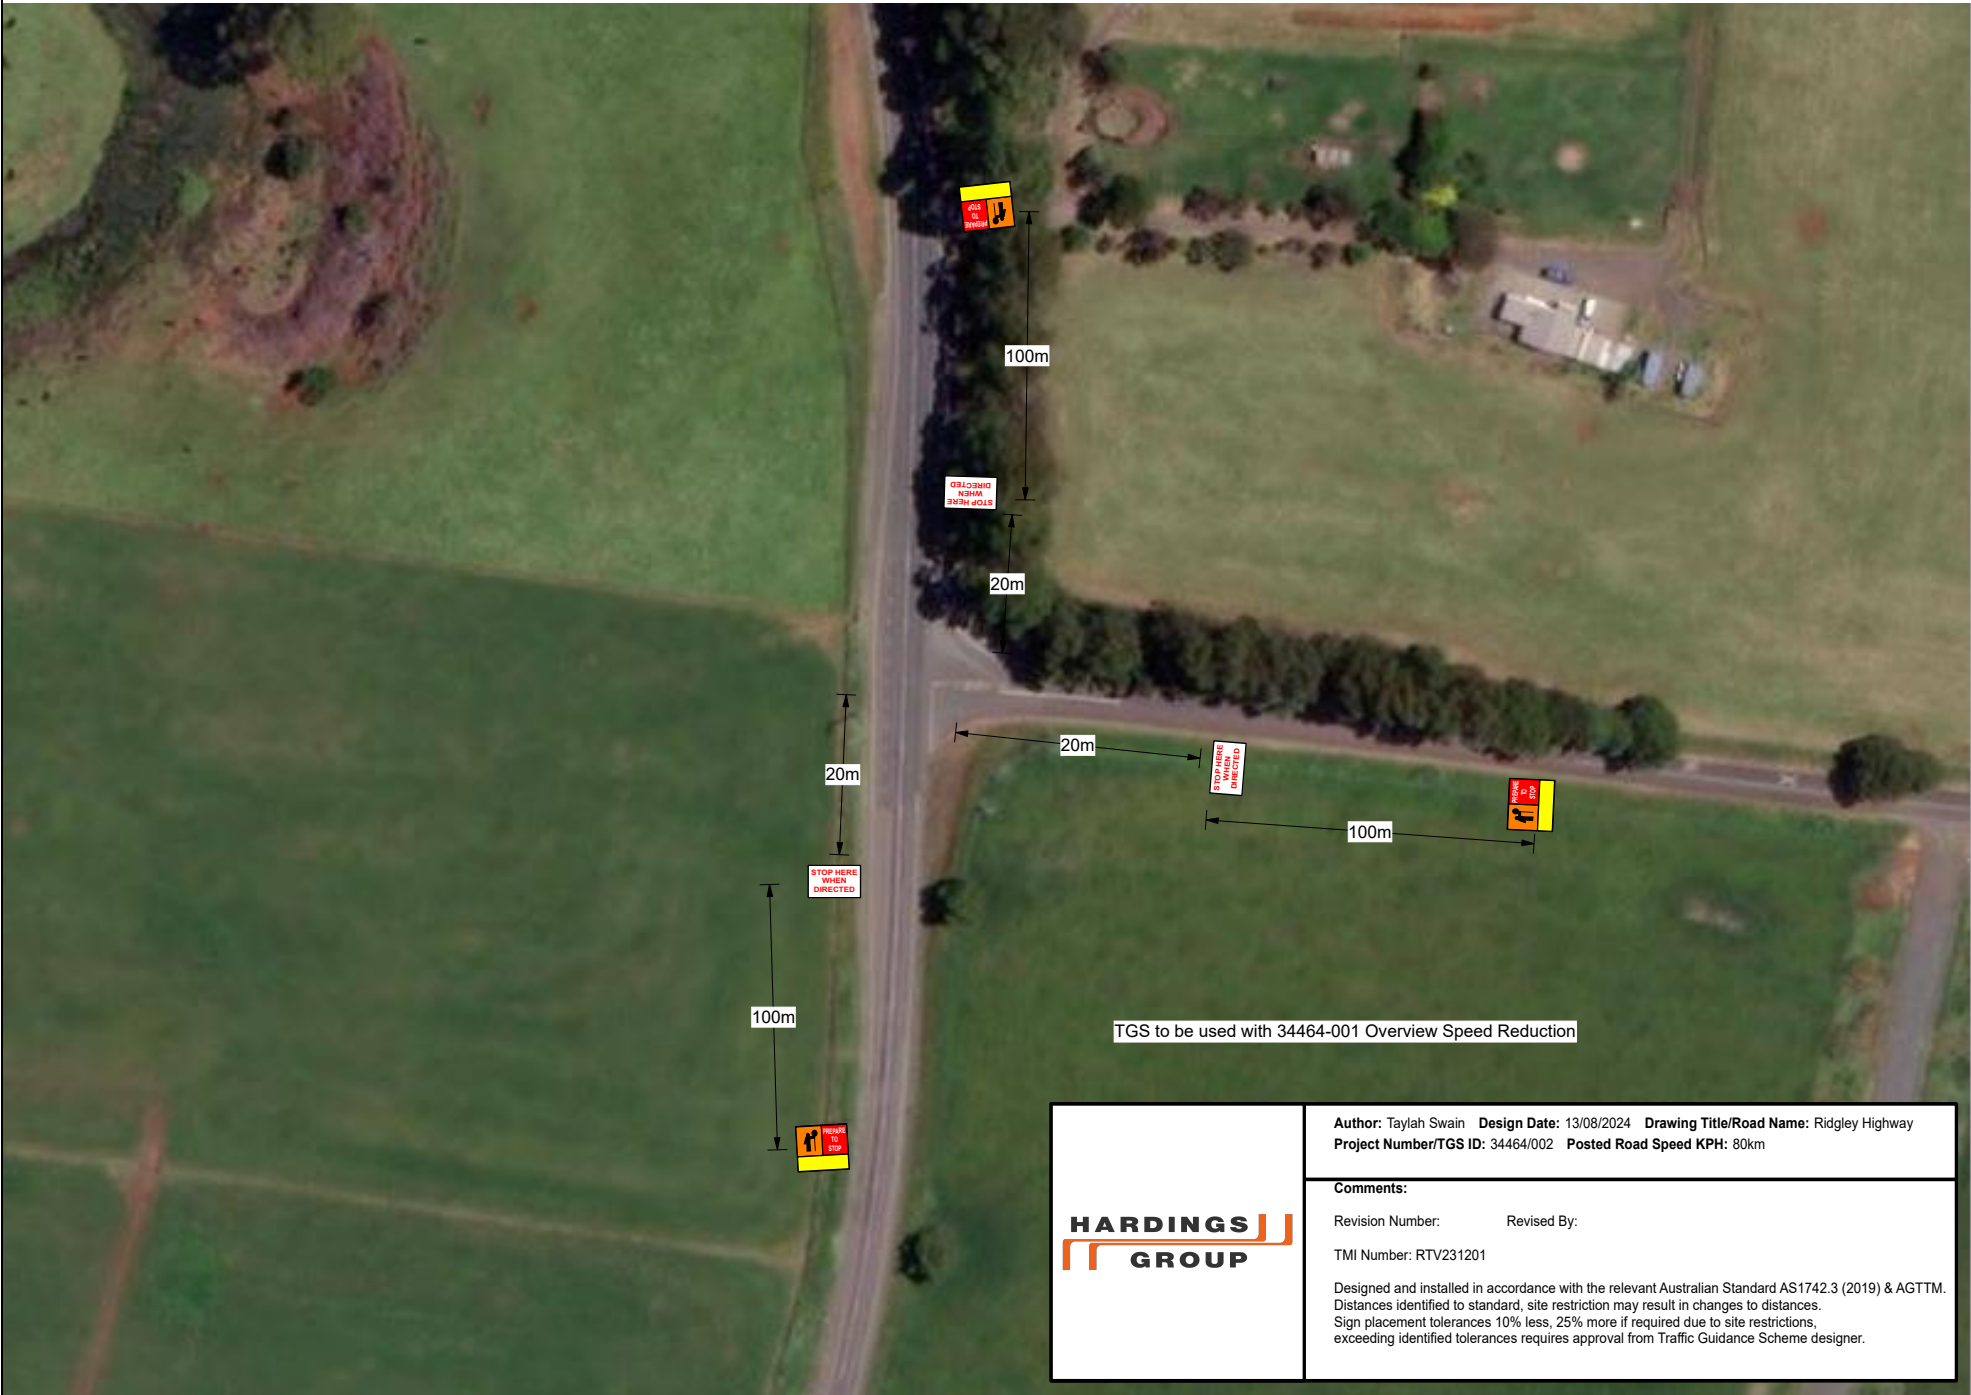 PREPARE
TO
STOP
100m
STOP HERE
WHEN
DIRECTED
20m
20m
STOP HERE
WHEN
DIRECTED
20m
PREPARE
TO
STOP
100m
STOP HERE
WHEN
DIRECTED
100m
PREPARE
TO
STOP
TGS to be used with 34464-001 Overview Speed Reduction
HARDINGS
GROUP
Author: Taylah Swain Design Date: 13/08/2024 Drawing Title/Road Name: Ridgley Highway
Project Number/TGS ID: 34464/002 Posted Road Speed KPH: 80km
Comments:
Revision Number: Revised By:
TMI Number: RTV231201
Designed and installed in accordance with the relevant Australian Standard AS1742.3 (2019) & AGTTM.
Distances identified to standard, site restriction may result in changes to distances.
Sign placement tolerances 10% less, 25% more if required due to site restrictions,
exceeding identified tolerances requires approval from Traffic Guidance Scheme designer.